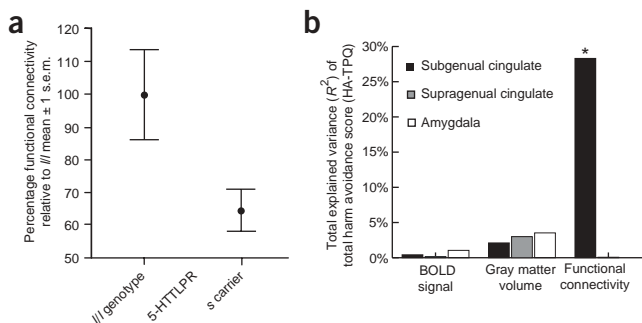 a
Percentage functional connectivity
relative to l/l mean ± 1 s.e.m.
120
110
100
90
80
70
60
50
l/l genotype
5-HTTLPR
s carrier
b
Total explained variance (R2) of
total harm avoidance score (HA-TPQ)
30%
25%
20%
15%
10%
5%
0%
Subgenual cingulate
Supragenual cingulate
Amygdala
*
BOLD
signal
Gray matter
volume
Functional
connectivity